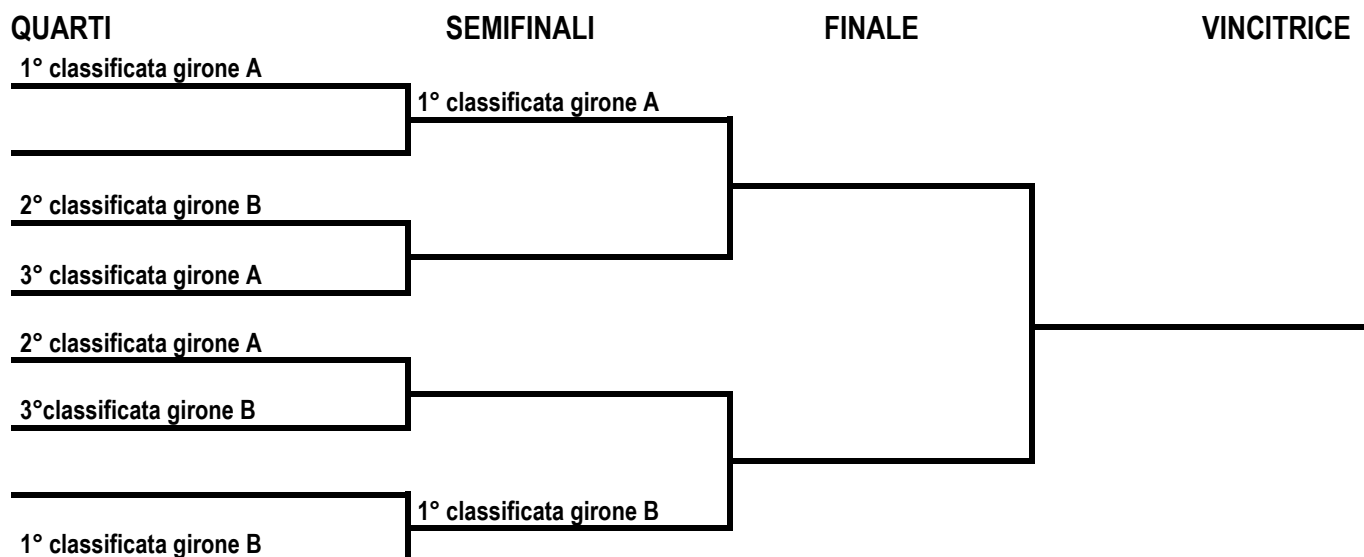 QUARTI SEMIFINALI FINALE VINCITRICE
1° classificata girone A
1° classificata girone A
2° classificata girone B
3° classificata girone A
2° classificata girone A
3°classificata girone B
1° classificata girone B
1° classificata girone B